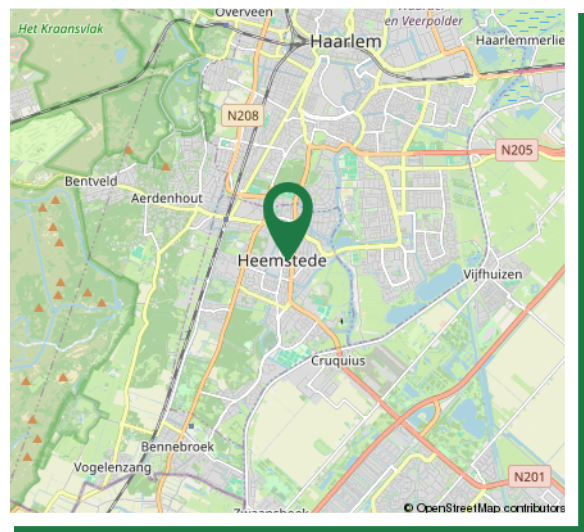 Overveen
en Veerpolder
Het Kraansvlak
Haarlem
Haarlemmerlie
N208
N205
Bentveld
Aerdenhout
Heemstede
Vijfhuizen
Cruquius
Bennebroek
Vogelenzang
N201
© OpenStreetMap contributors